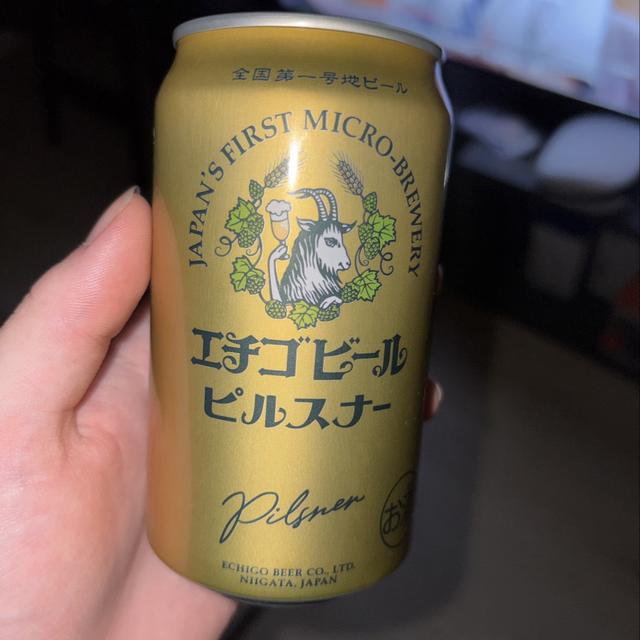 全国第一号地ビール
JAPAN'S FIRST MICRO-BREWERY
エチゴビール
ピルスナー
Pilsner
お
ECHIGO BEER CO., LTD.
NIIGATA, JAPAN